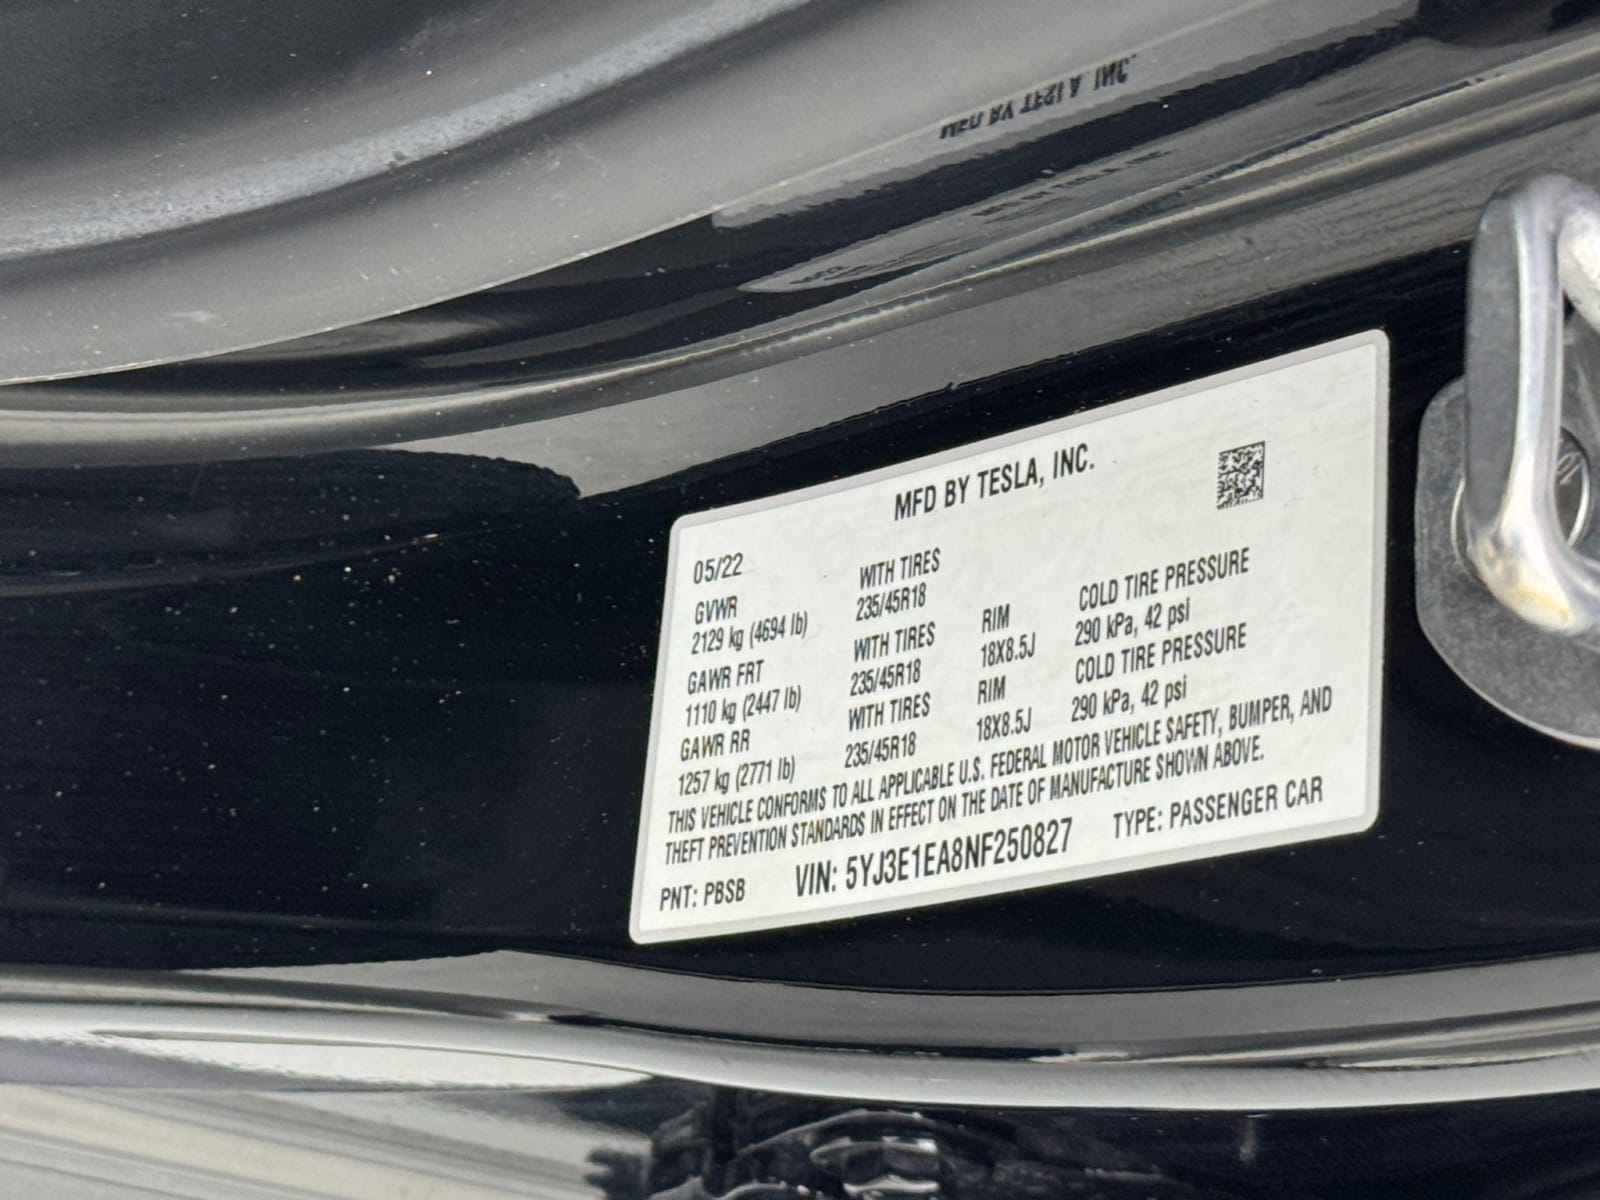 MFD BY TESLA, INC.
05/22
GVWR WITH TIRES
2129 kg (4694 lb) 235/45R18
GAWR FRT WITH TIRES RIM COLD TIRE PRESSURE
1110 kg (2447 lb) 235/45R18 18X8.5J 290 kPa, 42 psi
GAWR RR WITH TIRES RIM COLD TIRE PRESSURE
1257 kg (2771 lb) 235/45R18 18X8.5J 290 kPa, 42 psi
THIS VEHICLE CONFORMS TO ALL APPLICABLE U.S. FEDERAL MOTOR VEHICLE SAFETY, BUMPER, AND
THEFT PREVENTION STANDARDS IN EFFECT ON THE DATE OF MANUFACTURE SHOWN ABOVE.
PNT: PBSB VIN: 5YJ3E1EA8NF250827 TYPE: PASSENGER CAR